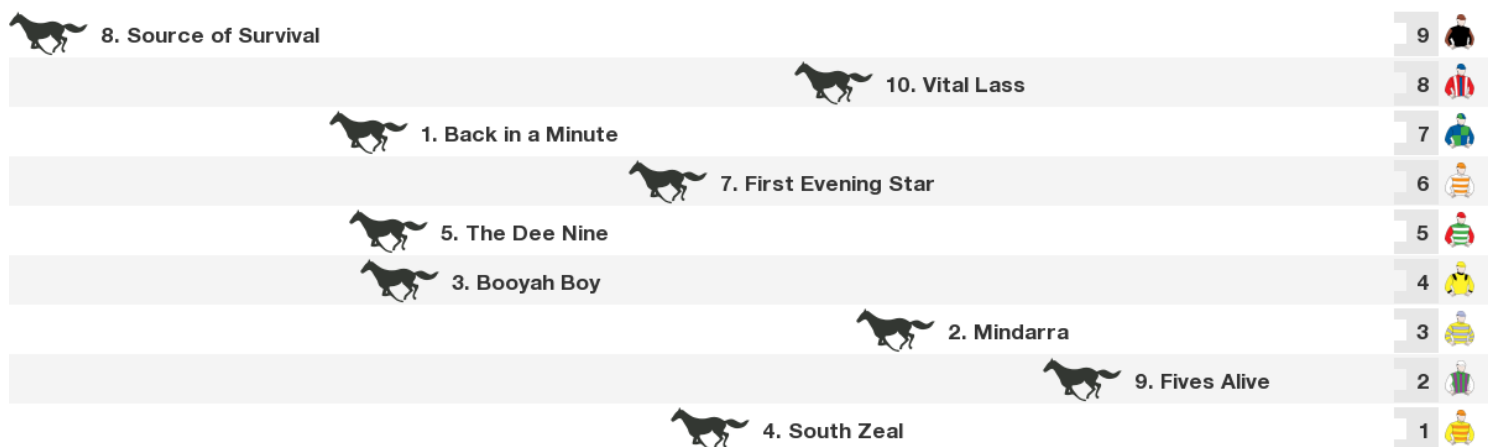 8. Source of Survival 9
10. Vital Lass 8
1. Back in a Minute 7
7. First Evening Star 6
5. The Dee Nine 5
3. Booyah Boy 4
2. Mindarra 3
9. Fives Alive 2
4. South Zeal 1